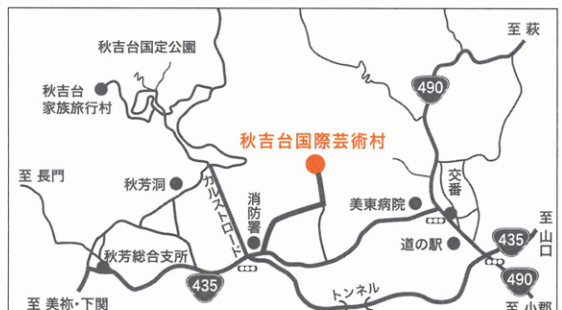 至 萩
秋吉台国定公園
490
秋吉台
家族旅行村
秋吉台国際芸術村
至 長門
秋芳洞
カルストロード
消防署
美東病院
交番
至 山口
道の駅
435
秋芳総合支所
435
490
トンネル
至 美祢・下関
至 小郡